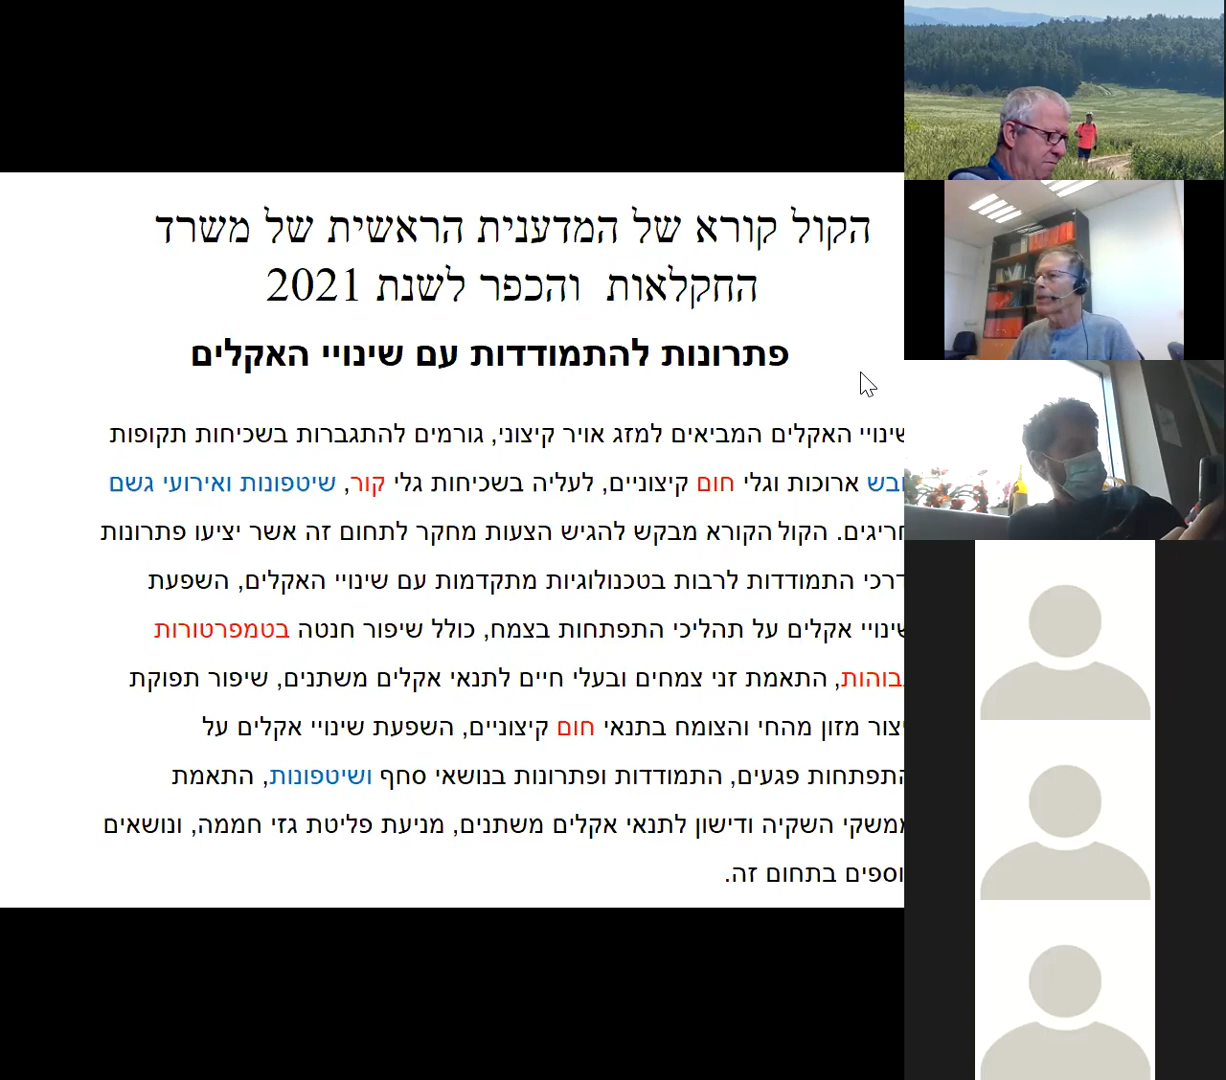 הקול קורא של המדענית הראשית של משרד
החקלאות והכפר לשנת 2021
פתרונות להתמודדות עם שינויי האקלים
שינויי האקלים המביאים למזג אויר קיצוני, גורמים להתגברות בשכיחות תקופות
ארוכות וגלי חום קיצוניים, לעליה בשכיחות גלי קור, שיטפונות ואירועי גשם
חריגים. הקול הקורא מבקש להגיש הצעות מחקר לתחום זה אשר יציעו פתרונות
התמודדות לרבות בטכנולוגיות מתקדמות עם שינויי האקלים, השפעת
שינויי אקלים על תהליכי התפתחות בצמח, כולל שיפור חנטה בטמפרטורות
התאמת זני צמחים ובעלי חיים לתנאי אקלים משתנים, שיפור תפוקת
מזון מהחי והצומח בתנאי חום קיצוניים, השפעת שינויי אקלים על
התפתחות פגעים, התמודדות ופתרונות בנושאי סחף ושיטפונות, התאמת
ממשקי השקיה ודישון לתנאי אקלים משתנים, מניעת פליטת גזי חממה, ונושאים
בתחום זה.